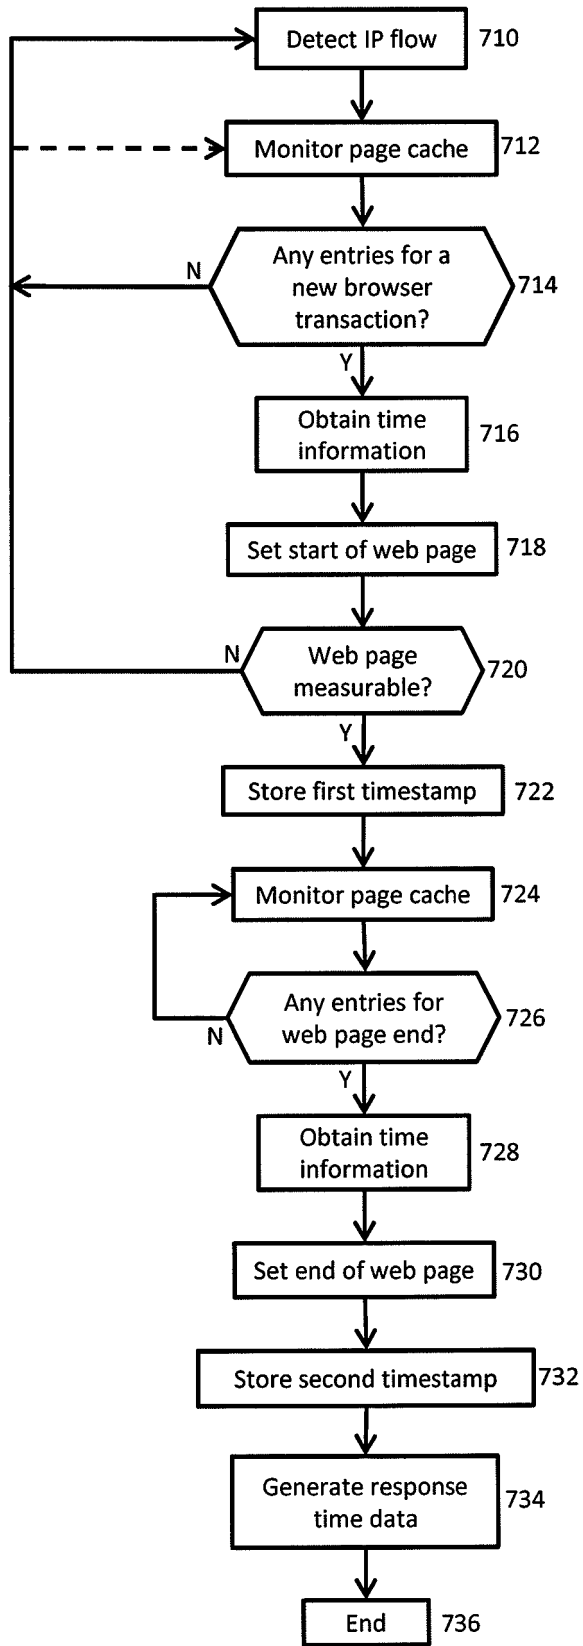 Detect IP flow 710
Monitor page cache 712
Any entries for a
new browser
transaction?
714
N
Y
Obtain time
information
716
Set start of web page 718
N
Web page
measurable?
720
Y
Store first timestamp 722
Monitor page cache 724
Any entries for
web page end?
726
N
Y
Obtain time
information
728
Set end of web page 730
Store second timestamp 732
Generate response
time data
734
End 736